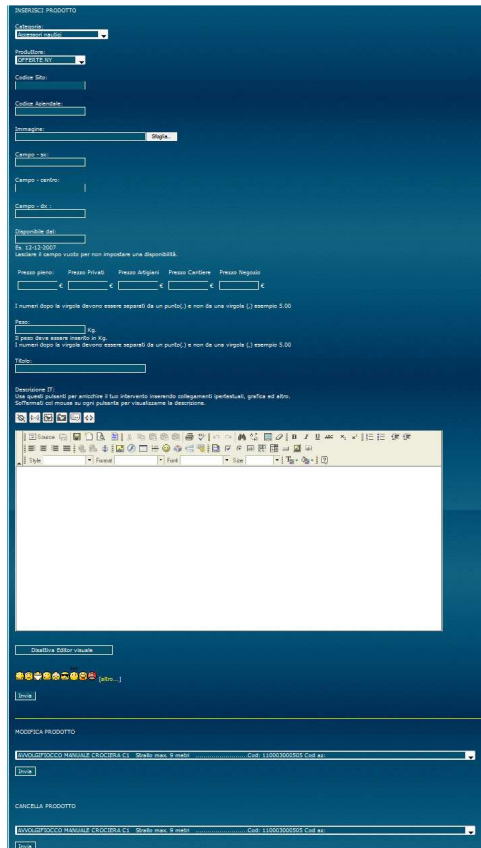 INSERISCI PRODOTTO
Categoria:
Accessori nautici
Produttore:
OFFERTE NY
Codice Sito:
Codice Aziendale:
Immagine:
Sfoglia..
Campo - sx:
Campo - centro:
Campo - dx :
Disponibile dal:
Es. 12-12-2007
Lasciare il campo vuoto per non impostare una disponibilità.
Prezzo pieno: Prezzo Privati Prezzo Artigiani Prezzo Cantiere Prezzo Negozio
€ € € € €
I numeri dopo la virgola devono essere separati da un punto(.) e non da una virgola (,) esempio 5.00
Peso:
Kg.
Il peso deve essere inserito in Kg.
I numeri dopo la virgola devono essere separati da un punto(.) e non da una virgola (,) esempio 5.00
Titolo:
Descrizione IT:
Usa questi pulsanti per arricchire il tuo intervento inserendo collegamenti ipertestuali, grafica ed altro.
Soffermati col mouse su ogni pulsante per visualizzarne la descrizione.
Source B I U ABC
Style Format Font Size
Disattiva Editor visuale
[altro...]
Invia
MODIFICA PRODOTTO
AVVOLGIFIOCCO MANUALE CROCIERA C1 Strallo max. 9 metri ..........................Cod: 110003000505 Cod az:
Invia
CANCELLA PRODOTTO
AVVOLGIFIOCCO MANUALE CROCIERA C1 Strallo max. 9 metri ..........................Cod: 110003000505 Cod az:
Invia